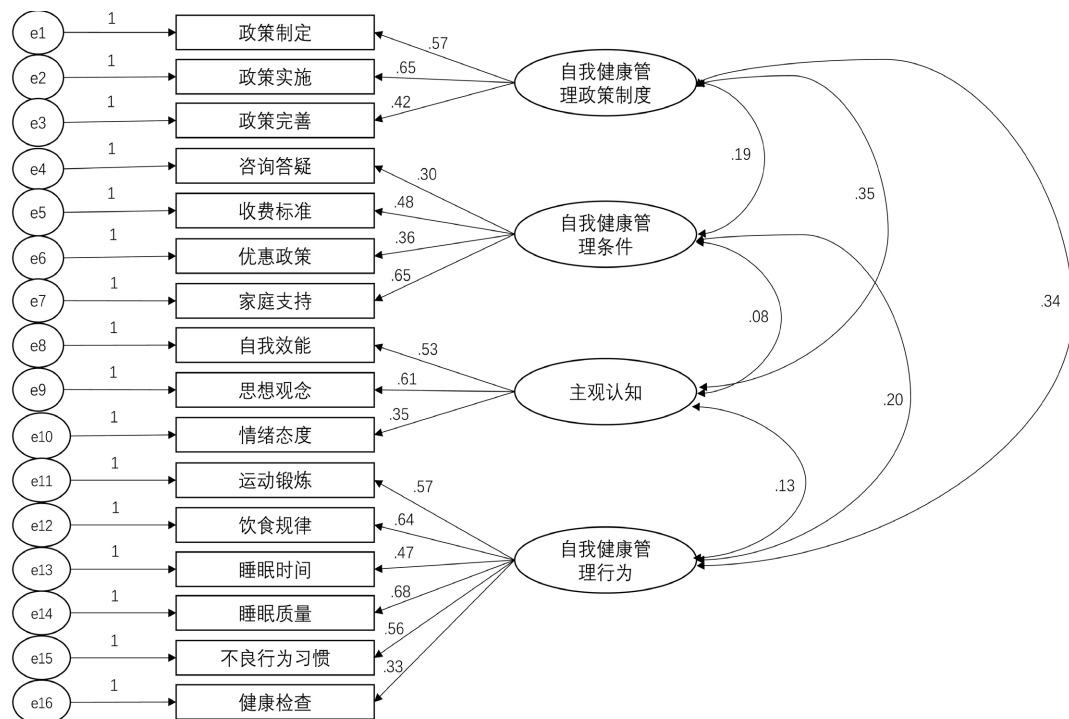 e1
1
政策制定
e2
1
政策实施
e3
1
政策完善
e4
1
咨询答疑
e5
1
收费标准
e6
1
优惠政策
e7
1
家庭支持
e8
1
自我效能
e9
1
思想观念
e10
1
情绪态度
e11
1
运动锻炼
e12
1
饮食规律
e13
1
睡眠时间
e14
1
睡眠质量
e15
1
不良行为习惯
e16
1
健康检查
.57
.65
.42
.30
.48
.36
.65
.53
.61
.35
.57
.64
.47
.68
.56
.33
自我健康管
理政策制度
自我健康管
理条件
主观认知
自我健康管
理行为
.19
.35
.34
.08
.20
.13